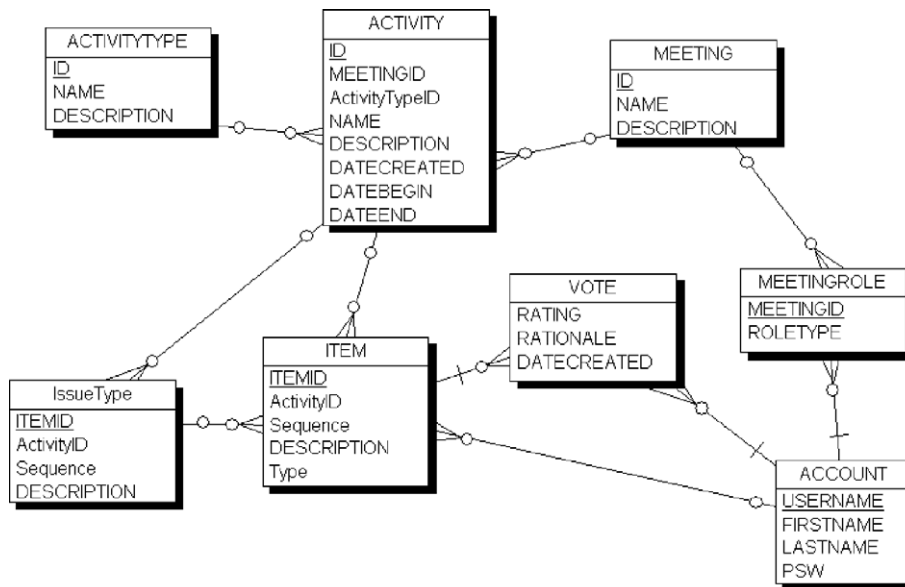 ACTIVITYTYPE
ID
NAME
DESCRIPTION
ACTIVITY
ID
MEETINGID
ActivityTypeID
NAME
DESCRIPTION
DATECREATED
DATEBEGIN
DATEEND
MEETING
ID
NAME
DESCRIPTION
VOTE
RATING
RATIONALE
DATECREATED
MEETINGROLE
MEETINGID
ROLETYPE
IssueType
ITEMID
ActivityID
Sequence
DESCRIPTION
ITEM
ITEMID
ActivityID
Sequence
DESCRIPTION
Type
ACCOUNT
USERNAME
FIRSTNAME
LASTNAME
PSW